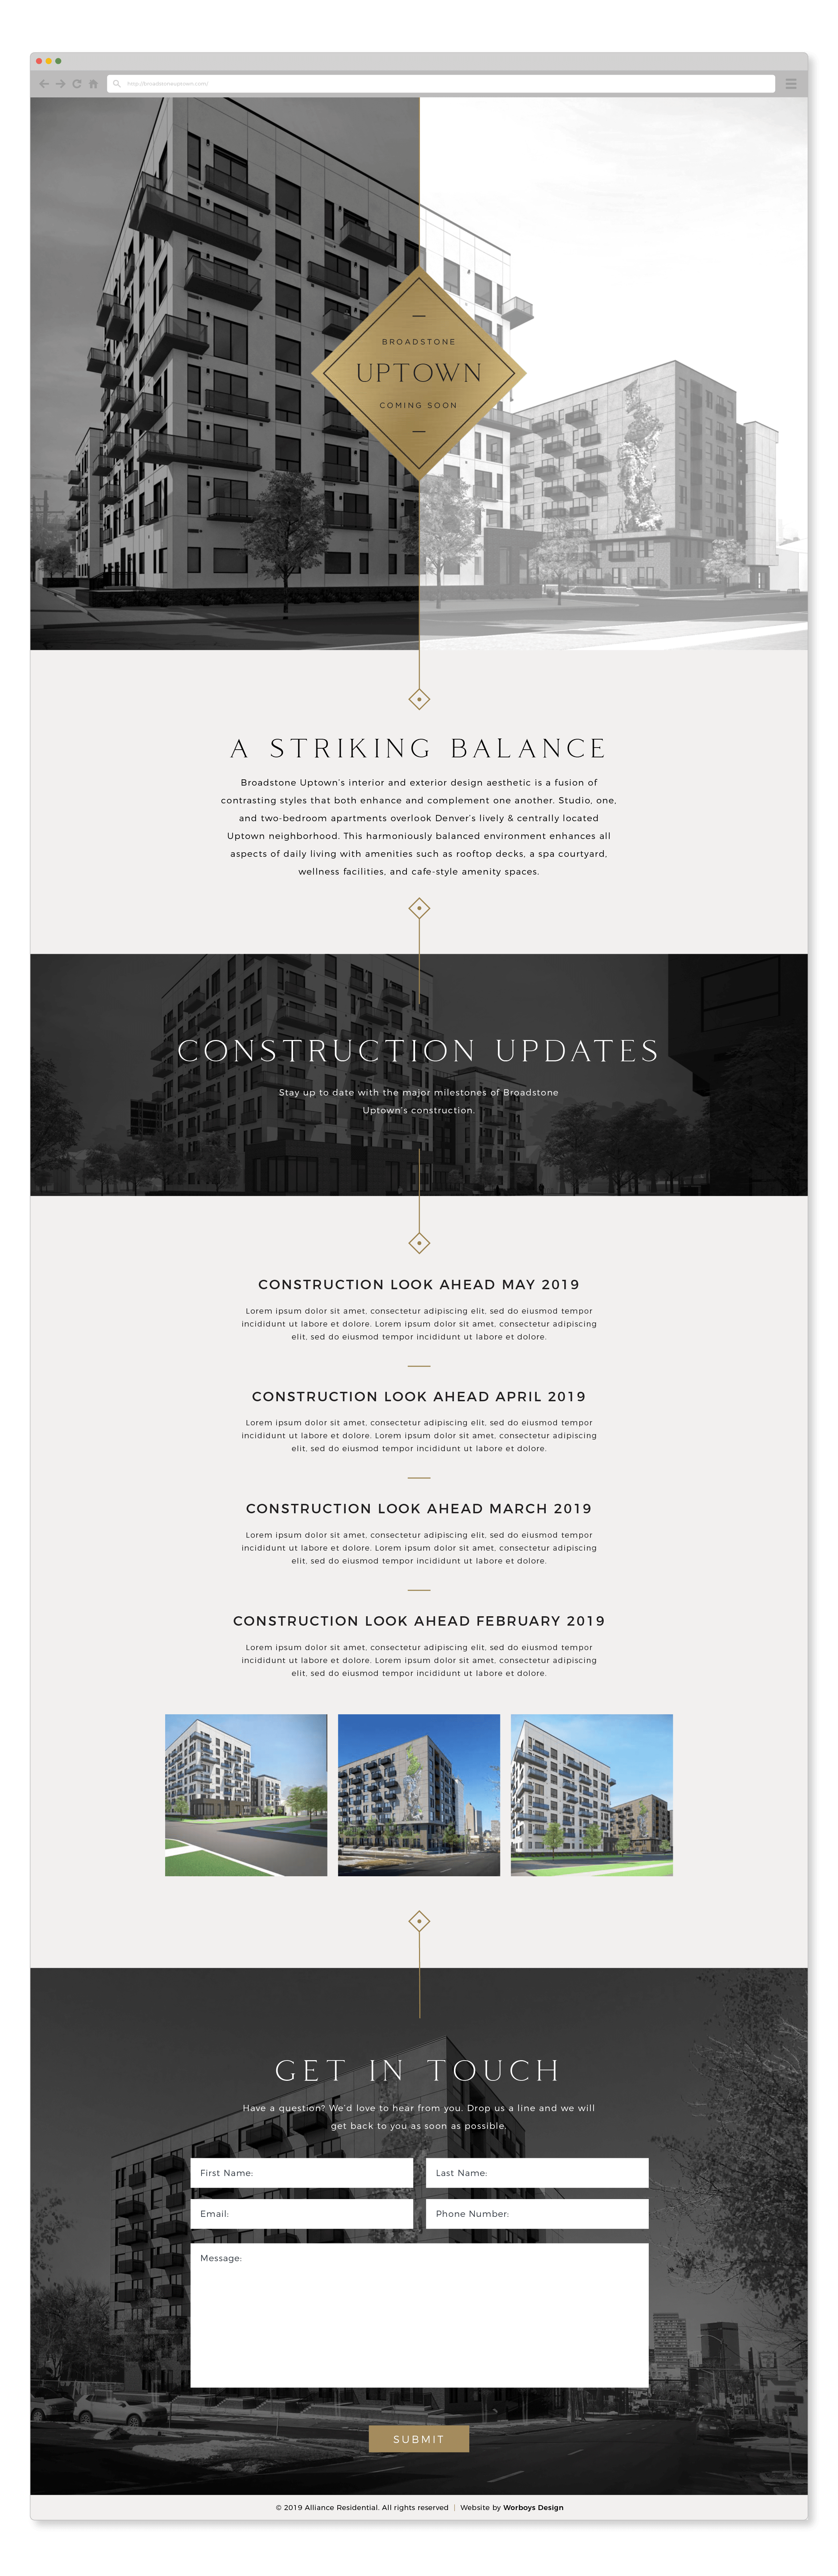 http://broadstoneuptown.com/
BROADSTONE
UPTOWN
COMING SOON
A STRIKING BALANCE
Broadstone Uptown's interior and exterior design aesthetic is a fusion of
contrasting styles that both enhance and complement one another. Studio, one,
and two-bedroom apartments overlook Denver's lively & centrally located
Uptown neighborhood. This harmoniously balanced environment enhances all
aspects of daily living with amenities such as rooftop decks, a spa courtyard,
wellness facilities, and cafe-style amenity spaces.
CONSTRUCTION UPDATES
Stay up to date with the major milestones of Broadstone
Uptown's construction.
CONSTRUCTION LOOK AHEAD MAY 2019
Lorem ipsum dolor sit amet, consectetur adipiscing elit, sed do eiusmod tempor
incididunt ut labore et dolore. Lorem ipsum dolor sit amet, consectetur adipiscing
elit, sed do eiusmod tempor incididunt ut labore et dolore.
CONSTRUCTION LOOK AHEAD APRIL 2019
Lorem ipsum dolor sit amet, consectetur adipiscing elit, sed do eiusmod tempor
incididunt ut labore et dolore. Lorem ipsum dolor sit amet, consectetur adipiscing
elit, sed do eiusmod tempor incididunt ut labore et dolore.
CONSTRUCTION LOOK AHEAD MARCH 2019
Lorem ipsum dolor sit amet, consectetur adipiscing elit, sed do eiusmod tempor
incididunt ut labore et dolore. Lorem ipsum dolor sit amet, consectetur adipiscing
elit, sed do eiusmod tempor incididunt ut labore et dolore.
CONSTRUCTION LOOK AHEAD FEBRUARY 2019
Lorem ipsum dolor sit amet, consectetur adipiscing elit, sed do eiusmod tempor
incididunt ut labore et dolore. Lorem ipsum dolor sit amet, consectetur adipiscing
elit, sed do eiusmod tempor incididunt ut labore et dolore.
GET IN TOUCH
Have a question? We'd love to hear from you. Drop us a line and we will
get back to you as soon as possible.
First Name: Last Name:
Email: Phone Number:
Message:
SUBMIT
© 2019 Alliance Residential. All rights reserved | Website by Worboys Design